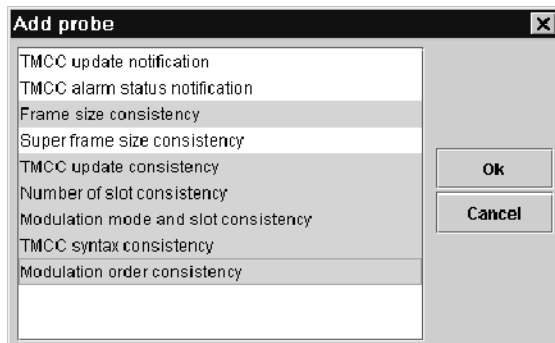 Add probe
TMCC update notification
TMCC alarm status notification
Frame size consistency
Super frame size consistency
TMCC update consistency
Number of slot consistency
Modulation mode and slot consistency
TMCC syntax consistency
Modulation order consistency
Ok
Cancel